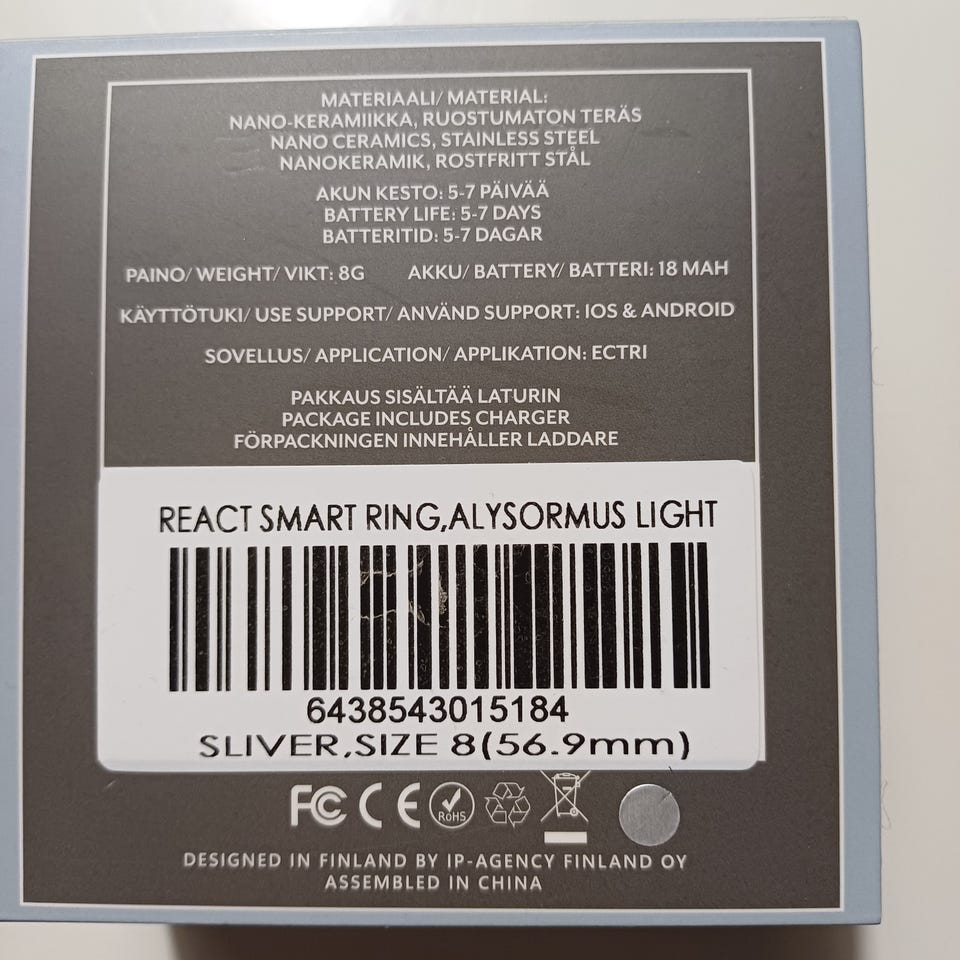 MATERIAALI/ MATERIAL:
NANO-KERAMIIKKA, RUOSTUMATON TERÄS
NANO CERAMICS, STAINLESS STEEL
NANOKERAMIK, ROSTFRITT STÅL
AKUN KESTO: 5-7 PÄIVÄÄ
BATTERY LIFE: 5-7 DAYS
BATTERITID: 5-7 DAGAR
PAINO/ WEIGHT/ VIKT: 8G AKKU/ BATTERY/ BATTERI: 18 MAH
KÄYTTÖTUKI/ USE SUPPORT/ ANVÄND SUPPORT: IOS & ANDROID
SOVELLUS/ APPLICATION/ APPLIKATION: ECTRI
PAKKAUS SISÄLTÄÄ LATURIN
PACKAGE INCLUDES CHARGER
FÖRPACKNINGEN INNEHÅLLER LADDARE
REACT SMART RING,ALYSORMUS LIGHT
6438543015184
SLIVER,SIZE 8(56.9mm)
FC CE RoHS
DESIGNED IN FINLAND BY IP-AGENCY FINLAND OY
ASSEMBLED IN CHINA